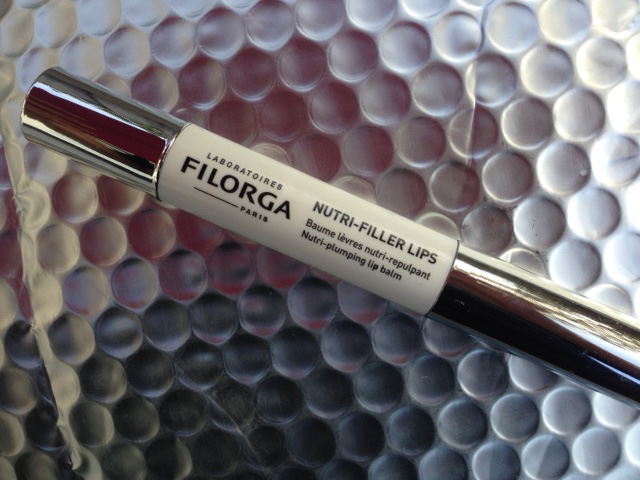 LABORATOIRES
FILORGA
PARIS
NUTRI-FILLER LIPS
Baume lèvres nutri-repulpant
Nutri-plumping lip balm